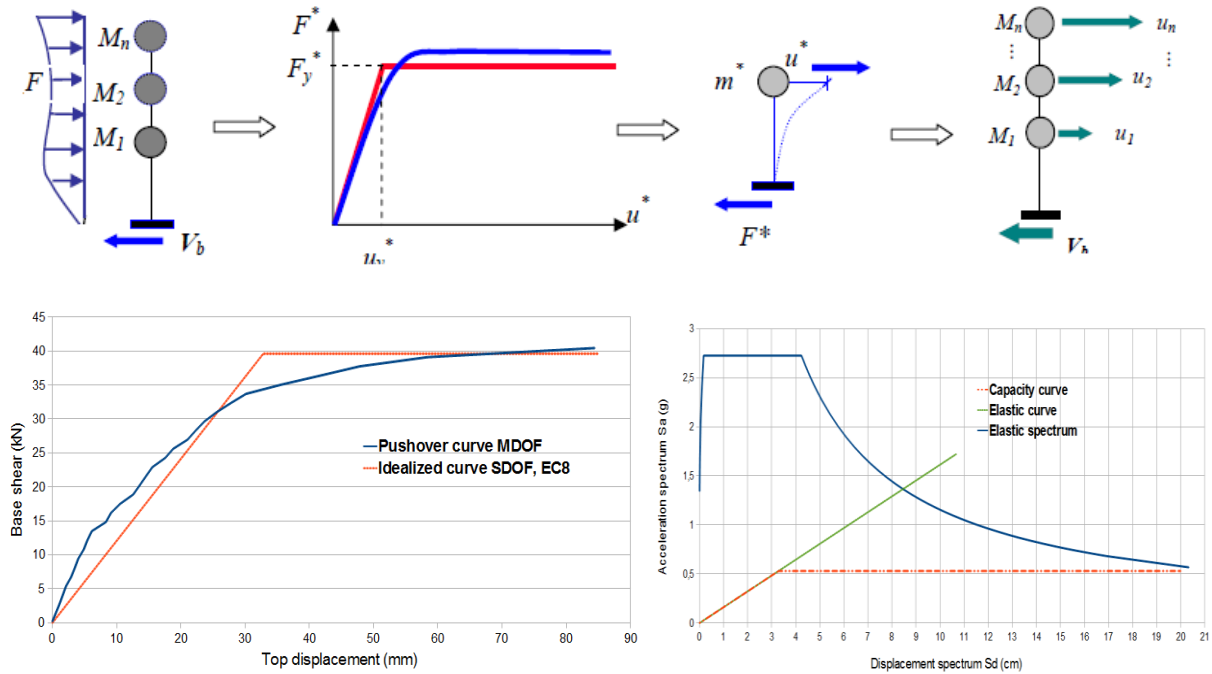 F
Mn
M2
M1
Vb
F*
Fy*
u*
m*
u*
F*
Mn
⋮
M2
M1
un
⋮
u2
u1
45
40
35
30
25
20
15
10
5
0
Base shear (kN)
Pushover curve MDOF
Idealized curve SDOF, EC8
0 10 20 30 40 50 60 70 80 90
Top displacement (mm)
3
2,5
2
1,5
1
0,5
0
Acceleration spectrum Sa (g)
Capacity curve
Elastic curve
Elastic spectrum
0 1 2 3 4 5 6 7 8 9 10 11 12 13 14 15 16 17 18 19 20 21
Displacement spectrum Sd (cm)